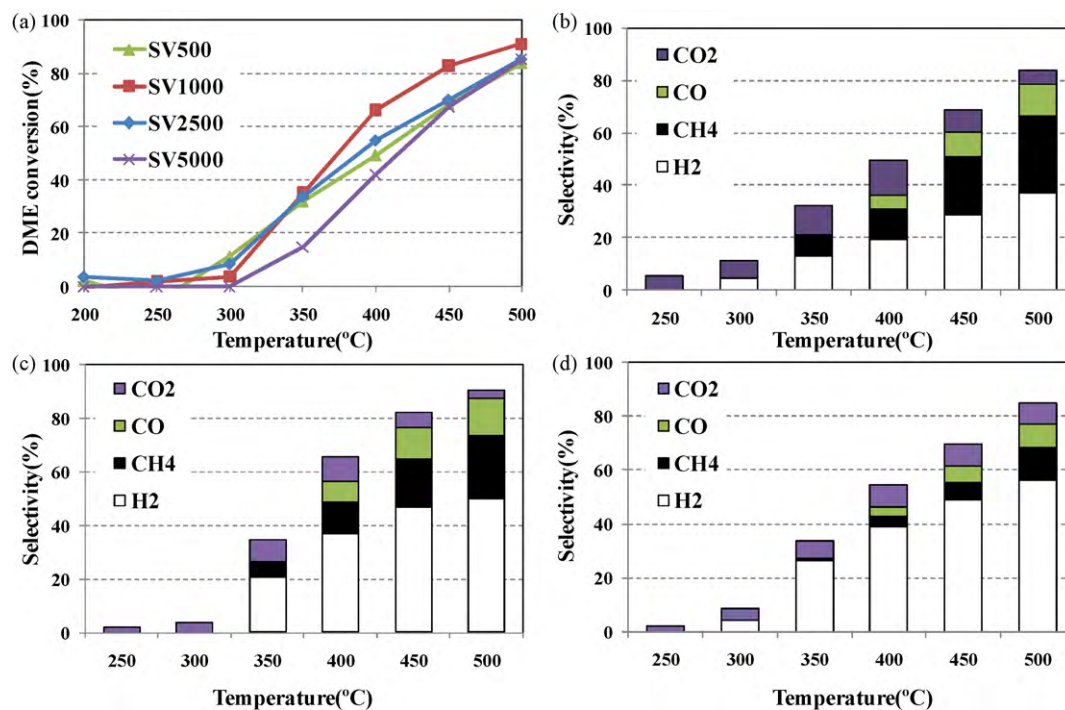 (a)
100
80
60
40
20
0
DME conversion(%)
SV500
SV1000
SV2500
SV5000
200 250 300 350 400 450 500
Temperature(ºC)
(b)
100
80
60
40
20
0
Selectivity(%)
CO2
CO
CH4
H2
250 300 350 400 450 500
Temperature(ºC)
(c)
100
80
60
40
20
0
Selectivity(%)
CO2
CO
CH4
H2
250 300 350 400 450 500
Temperature(ºC)
(d)
100
80
60
40
20
0
Selectivity(%)
CO2
CO
CH4
H2
250 300 350 400 450 500
Temperature(ºC)